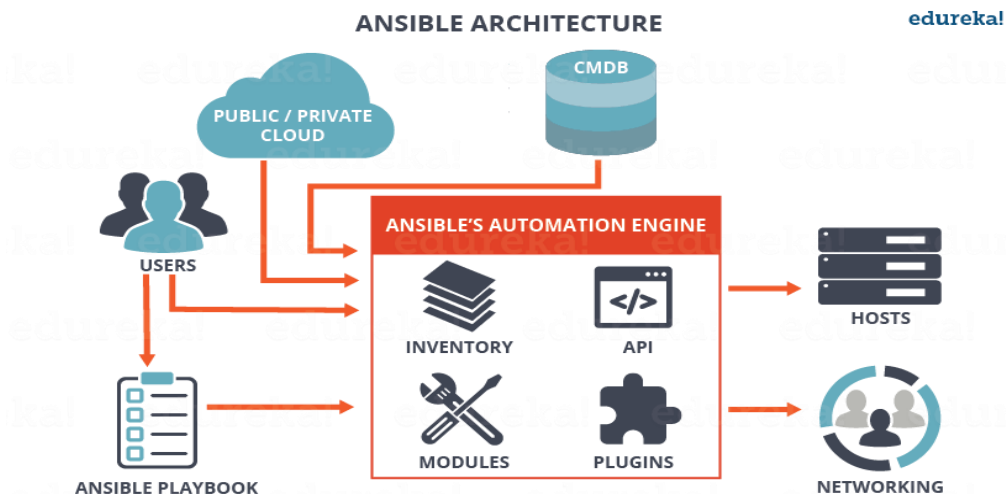 ANSIBLE ARCHITECTURE
edureka!
PUBLIC / PRIVATE
CLOUD
CMDB
USERS
ANSIBLE'S AUTOMATION ENGINE
INVENTORY
</>
API
HOSTS
MODULES
PLUGINS
ANSIBLE PLAYBOOK
NETWORKING